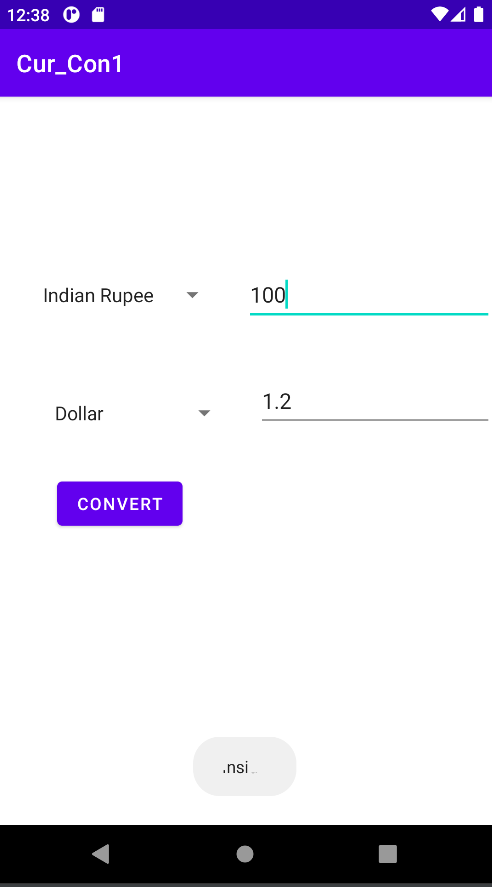 12:38
Cur_Con1
Indian Rupee
100
Dollar
1.2
CONVERT